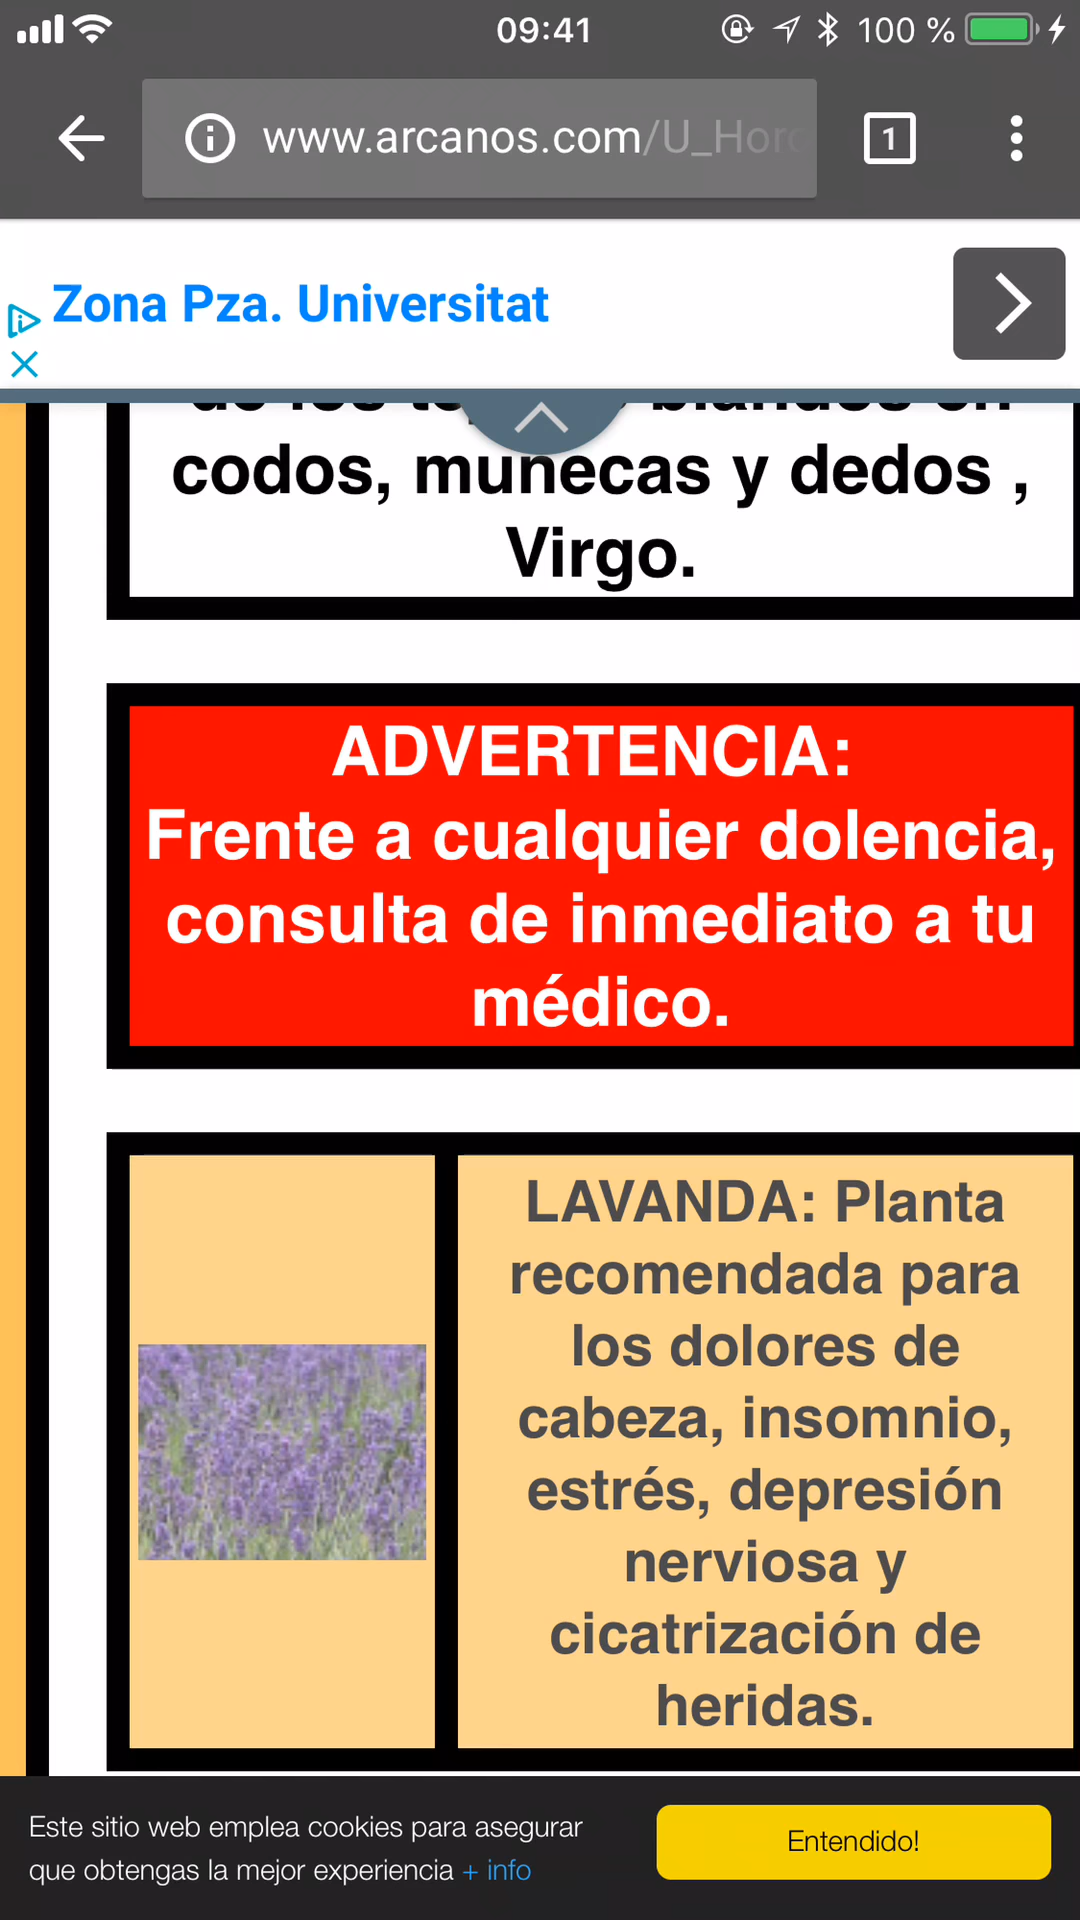 09:41
100 %
www.arcanos.com/U_Horo
1
Zona Pza. Universitat
codos, muñecas y dedos ,
Virgo.
ADVERTENCIA:
Frente a cualquier dolencia,
consulta de inmediato a tu
médico.
LAVANDA: Planta
recomendada para
los dolores de
cabeza, insomnio,
estrés, depresión
nerviosa y
cicatrización de
heridas.
Este sitio web emplea cookies para asegurar
que obtengas la mejor experiencia + info
Entendido!